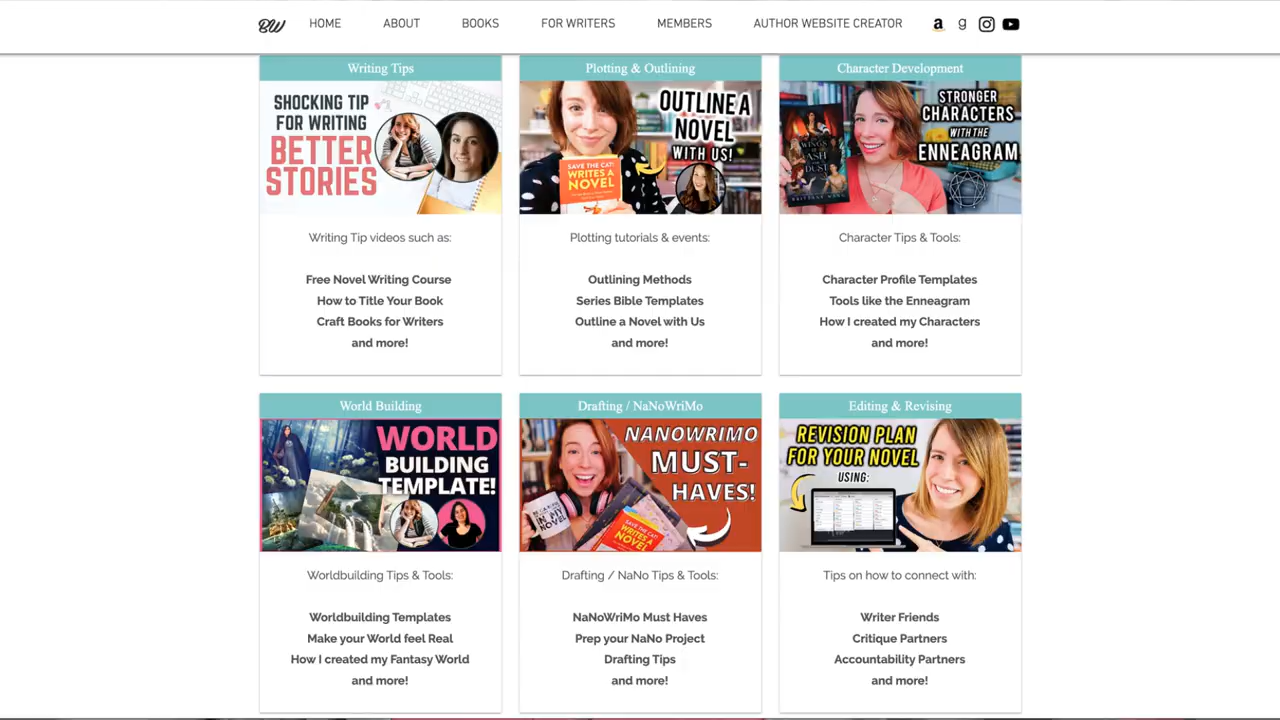 BW
HOME
ABOUT
BOOKS
FOR WRITERS
MEMBERS
AUTHOR WEBSITE CREATOR
a
g
Writing Tips
SHOCKING TIP
FOR WRITING
BETTER
STORIES
Writing Tip videos such as:
Free Novel Writing Course
How to Title Your Book
Craft Books for Writers
and more!
Plotting & Outlining
OUTLINE A
NOVEL
WITH US!
SAVE THE CAT!
WRITES A
NOVEL
Plotting tutorials & events:
Outlining Methods
Series Bible Templates
Outline a Novel with Us
and more!
Character Development
STRONGER
CHARACTERS
WITH THE
ENNEAGRAM
WINGS
OF
ASH
AND
DUST
Character Tips & Tools:
Character Profile Templates
Tools like the Enneagram
How I created my Characters
and more!
World Building
WORLD
BUILDING
TEMPLATE!
Worldbuilding Tips & Tools:
Worldbuilding Templates
Make your World feel Real
How I created my Fantasy World
and more!
Drafting / NaNoWriMo
NANOWRIMO
MUST-
HAVES!
SAVE THE CAT!
WRITES A
NOVEL
Drafting / NaNo Tips & Tools:
NaNoWriMo Must Haves
Prep your NaNo Project
Drafting Tips
and more!
Editing & Revising
REVISION PLAN
FOR YOUR NOVEL
USING:
Tips on how to connect with:
Writer Friends
Critique Partners
Accountability Partners
and more!